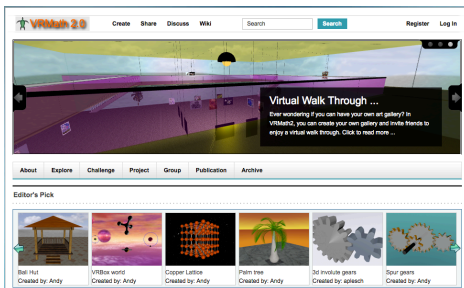 VRMath 2.0
Create Share Discuss Wiki Search Search Register Log In
Virtual Walk Through ...
Ever wondering if you can have your own art gallery? In
VRMath2, you can create your own gallery and invite friends to
enjoy a virtual walk through. Click to read more ...
About Explore Challenge Project Group Publication Archive
Editor's Pick
Bali Hut VRBox world Copper Lattice Palm tree 3d involute gears Spur gears
Created by: Andy Created by: Andy Created by: Andy Created by: Andy Created by: aplesch Created by: Andy